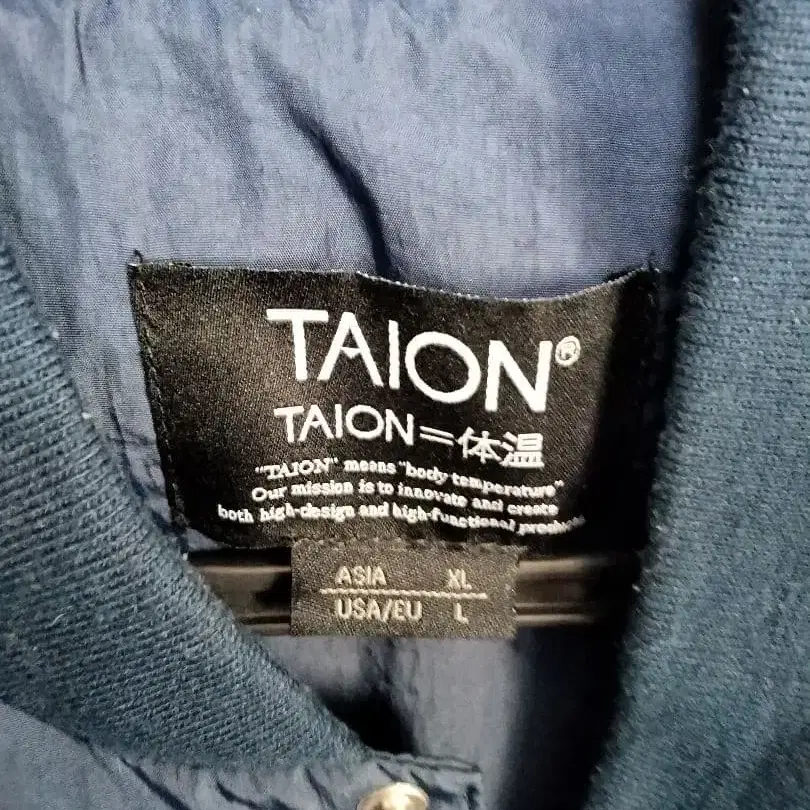 TAION®
TAION=体温
"TAION" means "body temperature"
Our mission is to innovate and create
both high-design and high-functional products
ASIA XL
USA/EU L